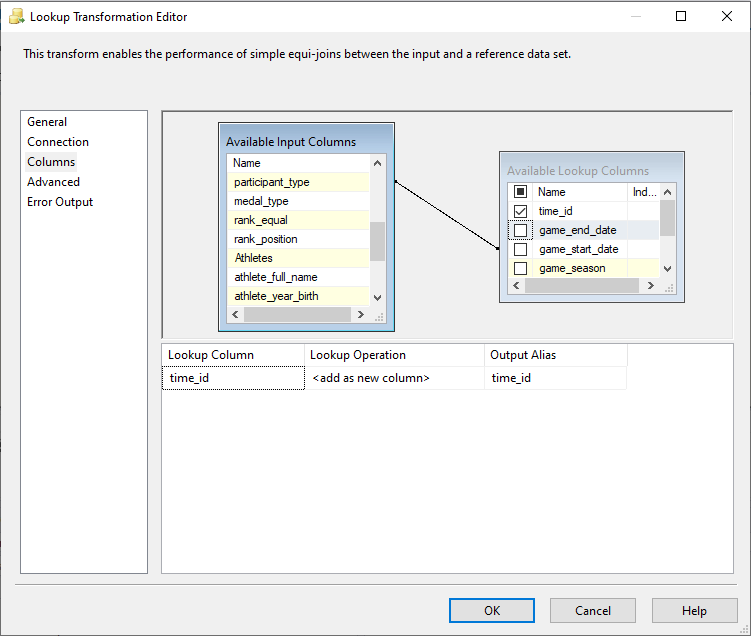 Lookup Transformation Editor
This transform enables the performance of simple equi-joins between the input and a reference data set.
General
Connection
Columns
Advanced
Error Output
Available Input Columns
Name
participant_type
medal_type
rank_equal
rank_position
Athletes
athlete_full_name
athlete_year_birth
Available Lookup Columns
Name Ind...
time_id
game_end_date
game_start_date
game_season
Lookup Column Lookup Operation Output Alias
time_id <add as new column> time_id
OK Cancel Help